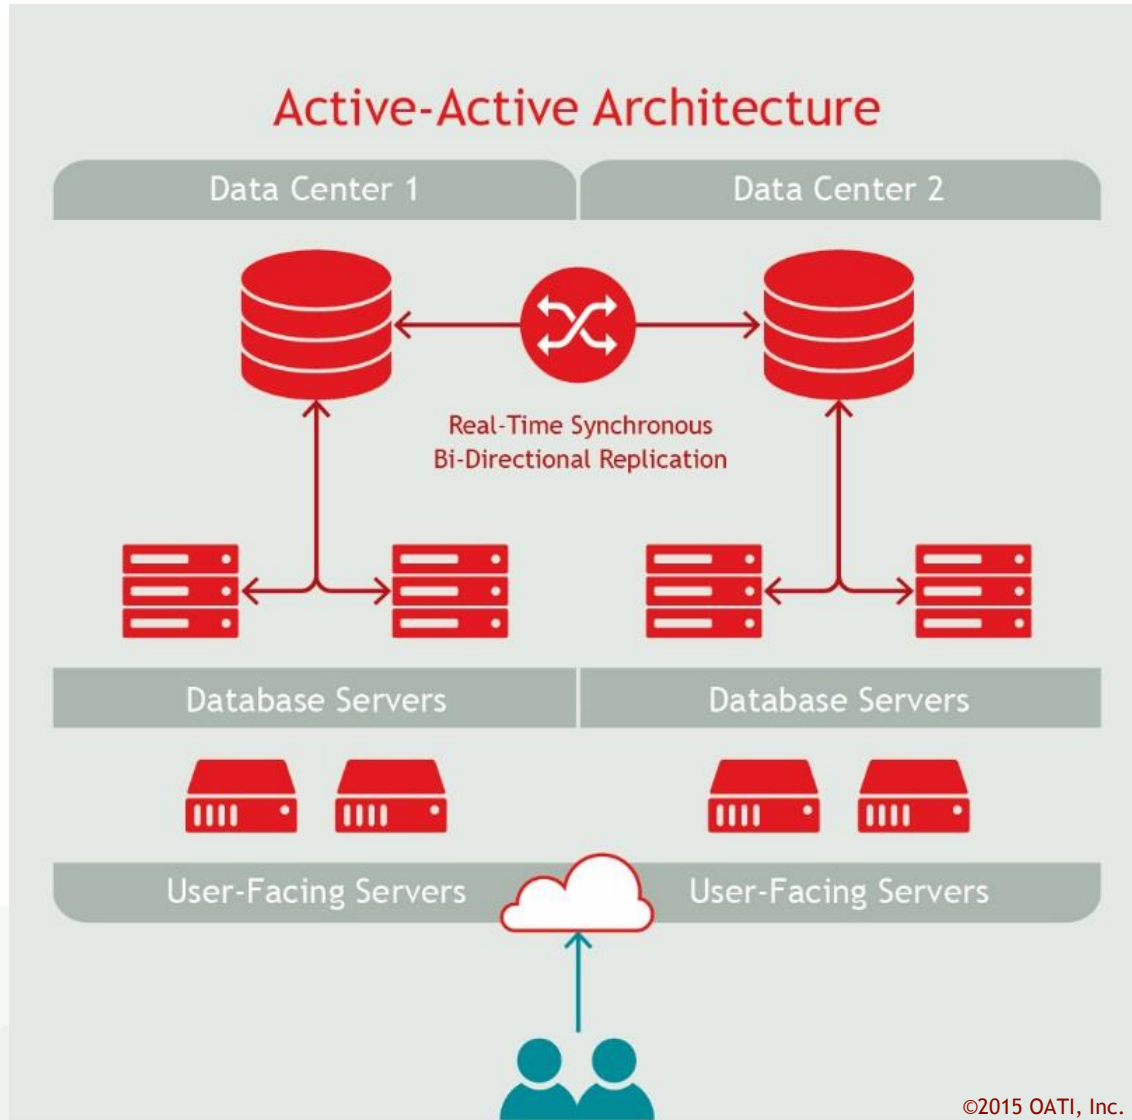 Active-Active Architecture
Data Center 1
Data Center 2
Real-Time Synchronous
Bi-Directional Replication
Database Servers
Database Servers
User-Facing Servers
User-Facing Servers
©2015 OATI, Inc.